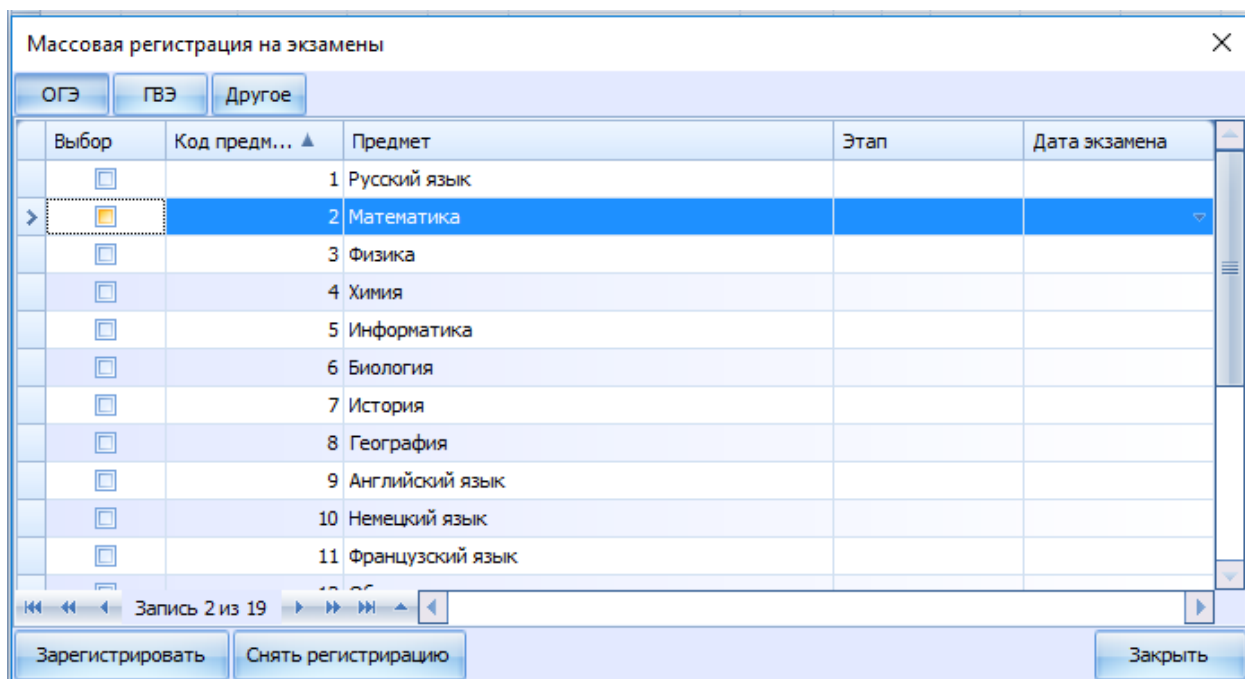 Массовая регистрация на экзамены
ОГЭ ГВЭ Другое
Выбор Код предм... Предмет Этап Дата экзамена
1 Русский язык
2 Математика
3 Физика
4 Химия
5 Информатика
6 Биология
7 История
8 География
9 Английский язык
10 Немецкий язык
11 Французский язык
Запись 2 из 19
Зарегистрировать Снять регистрирацию Закрыть